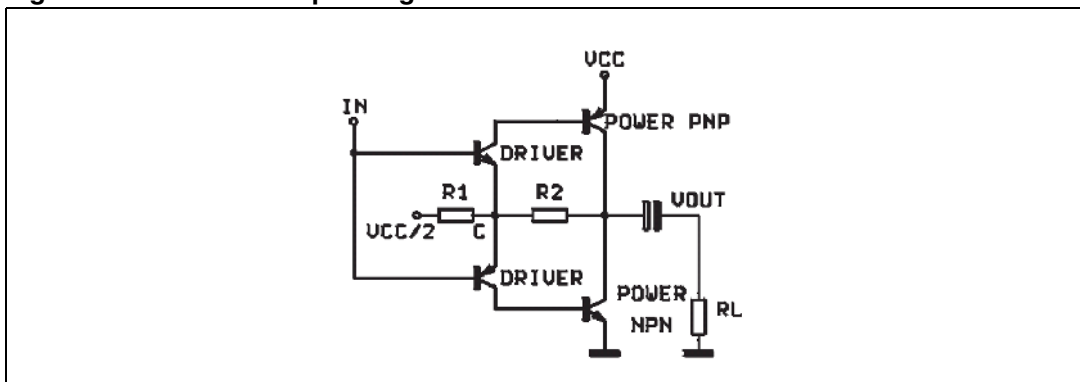 VCC
IN
POWER PNP
DRIVER
R1
R2
VOUT
VCC/2
C
DRIVER
POWER
NPN
RL